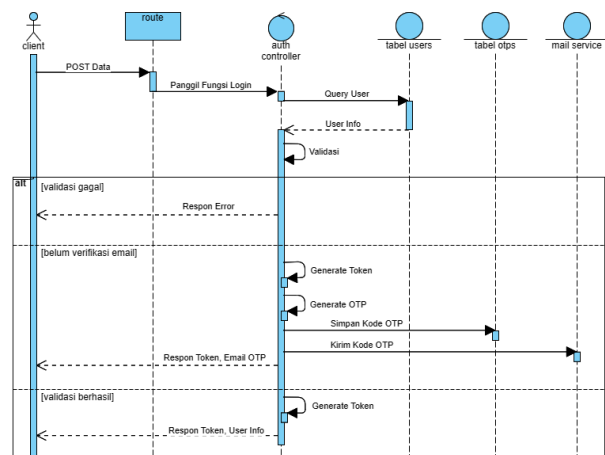 route
client
auth
controller
tabel users
tabel otps
mail service
POST Data
Panggil Fungsi Login
Query User
User Info
Validasi
alt
[validasi gagal]
Respon Error
[belum verifikasi email]
Generate Token
Generate OTP
Simpan Kode OTP
Kirim Kode OTP
Respon Token, Email OTP
[validasi berhasil]
Generate Token
Respon Token, User Info